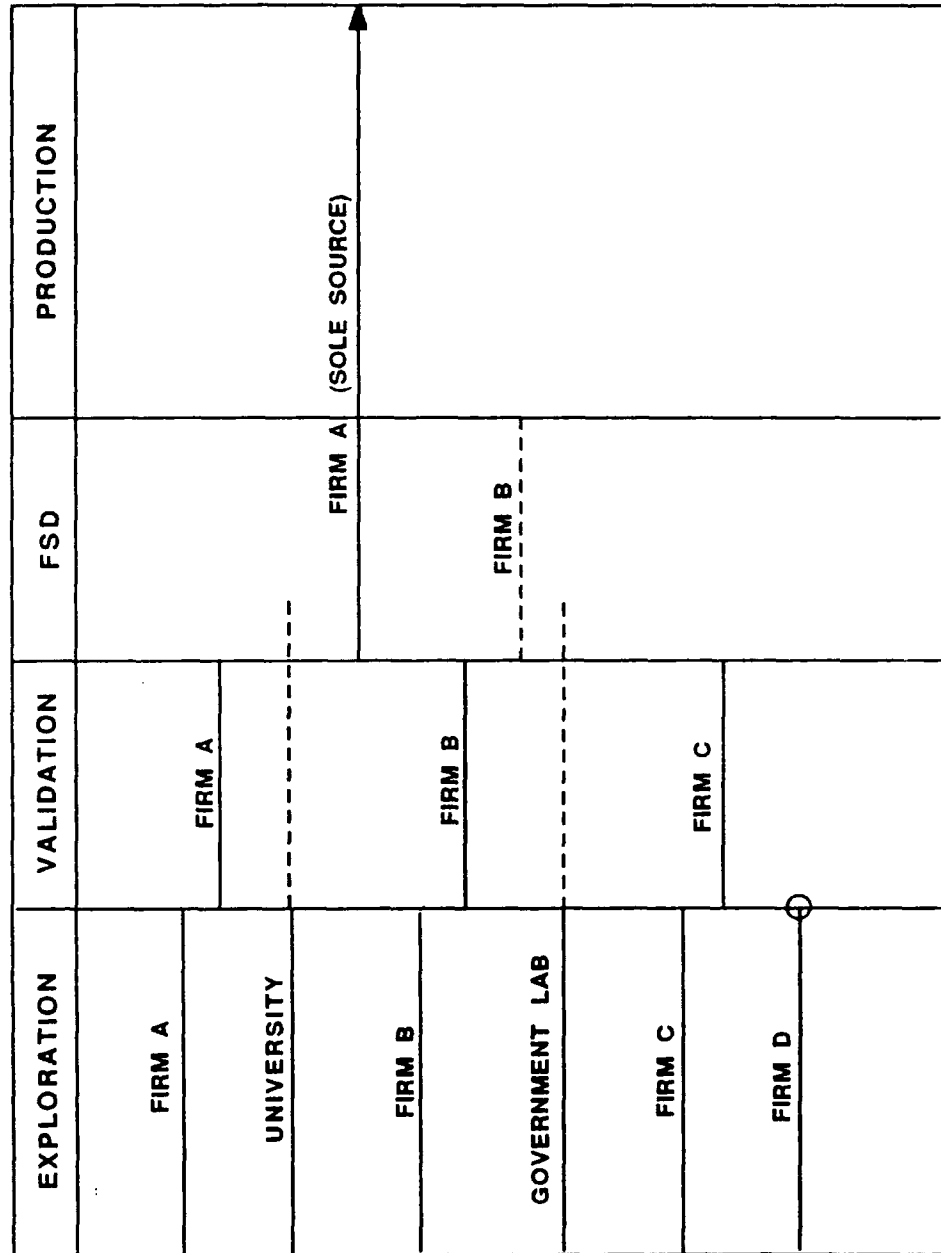 EXPLORATION
VALIDATION
FSD
PRODUCTION
FIRM A
UNIVERSITY
FIRM B
GOVERNMENT LAB
FIRM C
FIRM D
FIRM A
FIRM B
FIRM C
FIRM A (SOLE SOURCE)
FIRM B